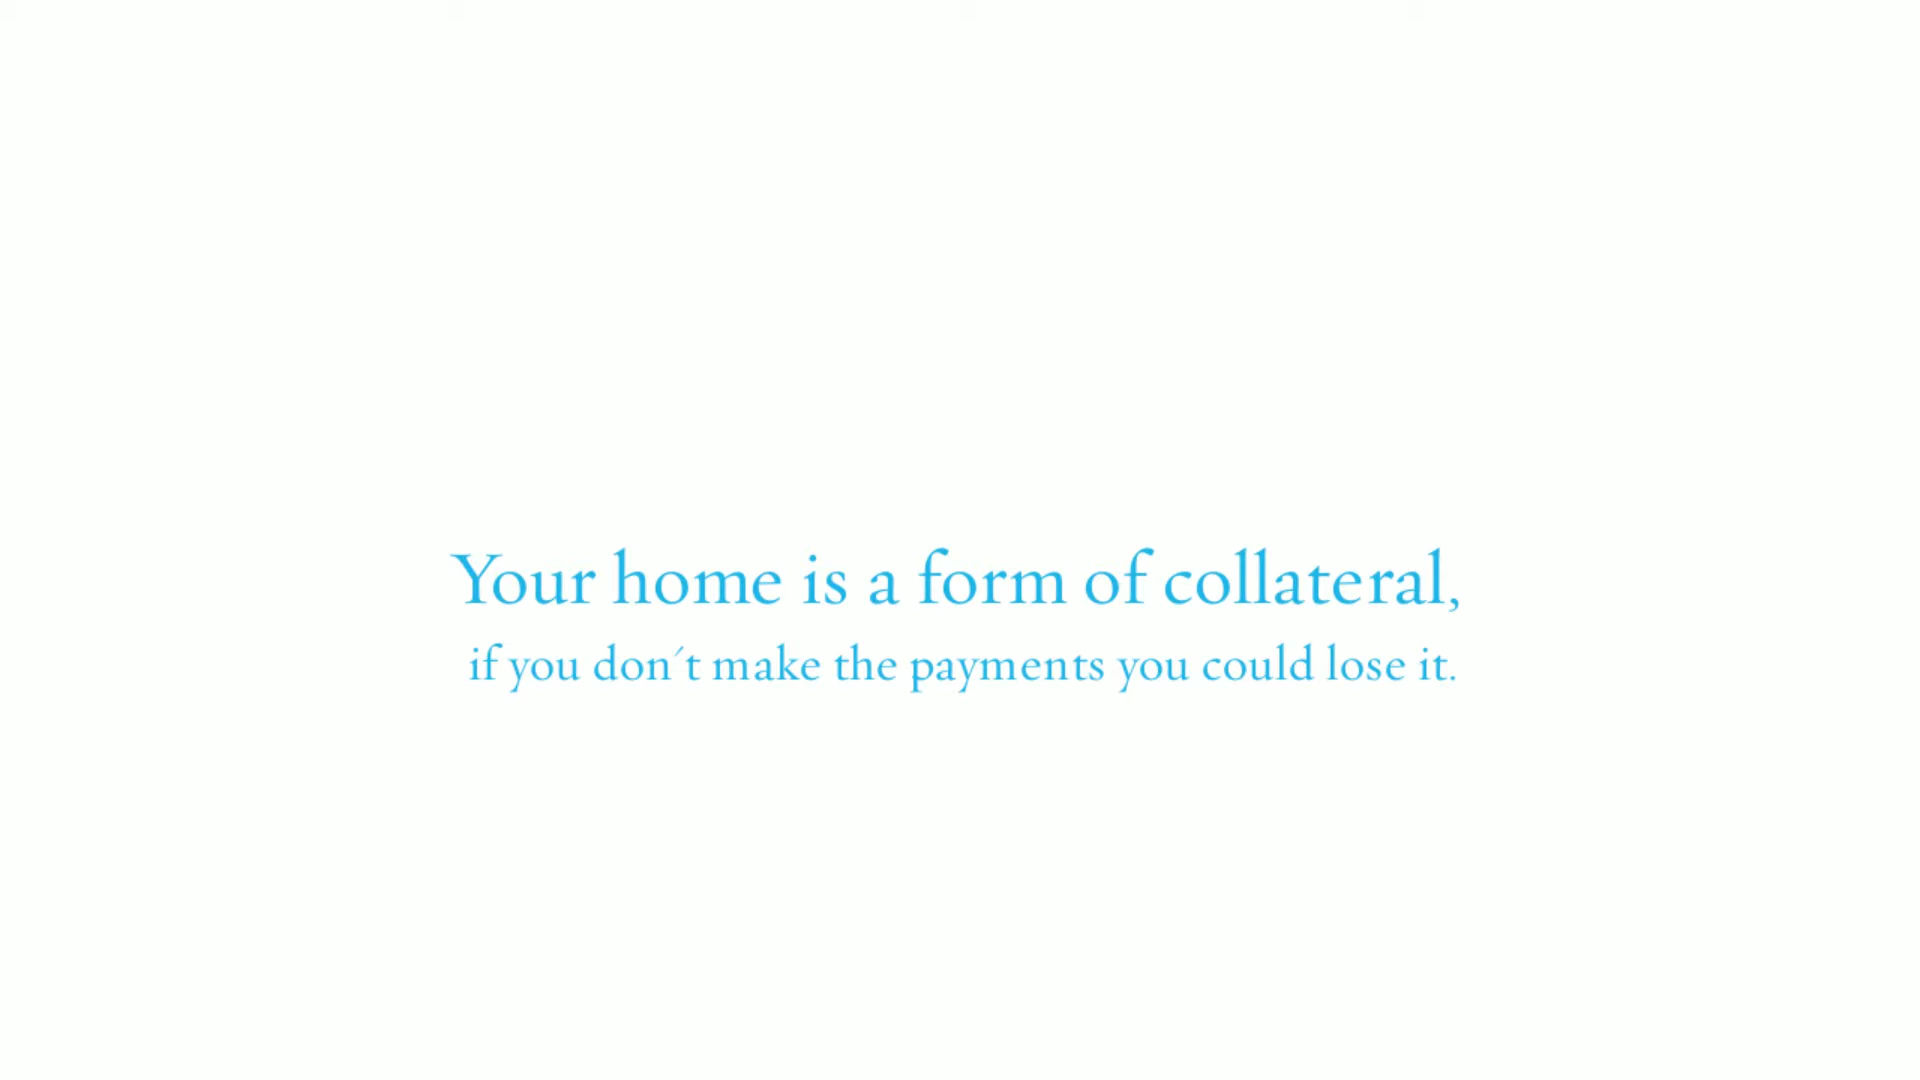 Your home is a form of collateral,
if you don´t make the payments you could lose it.